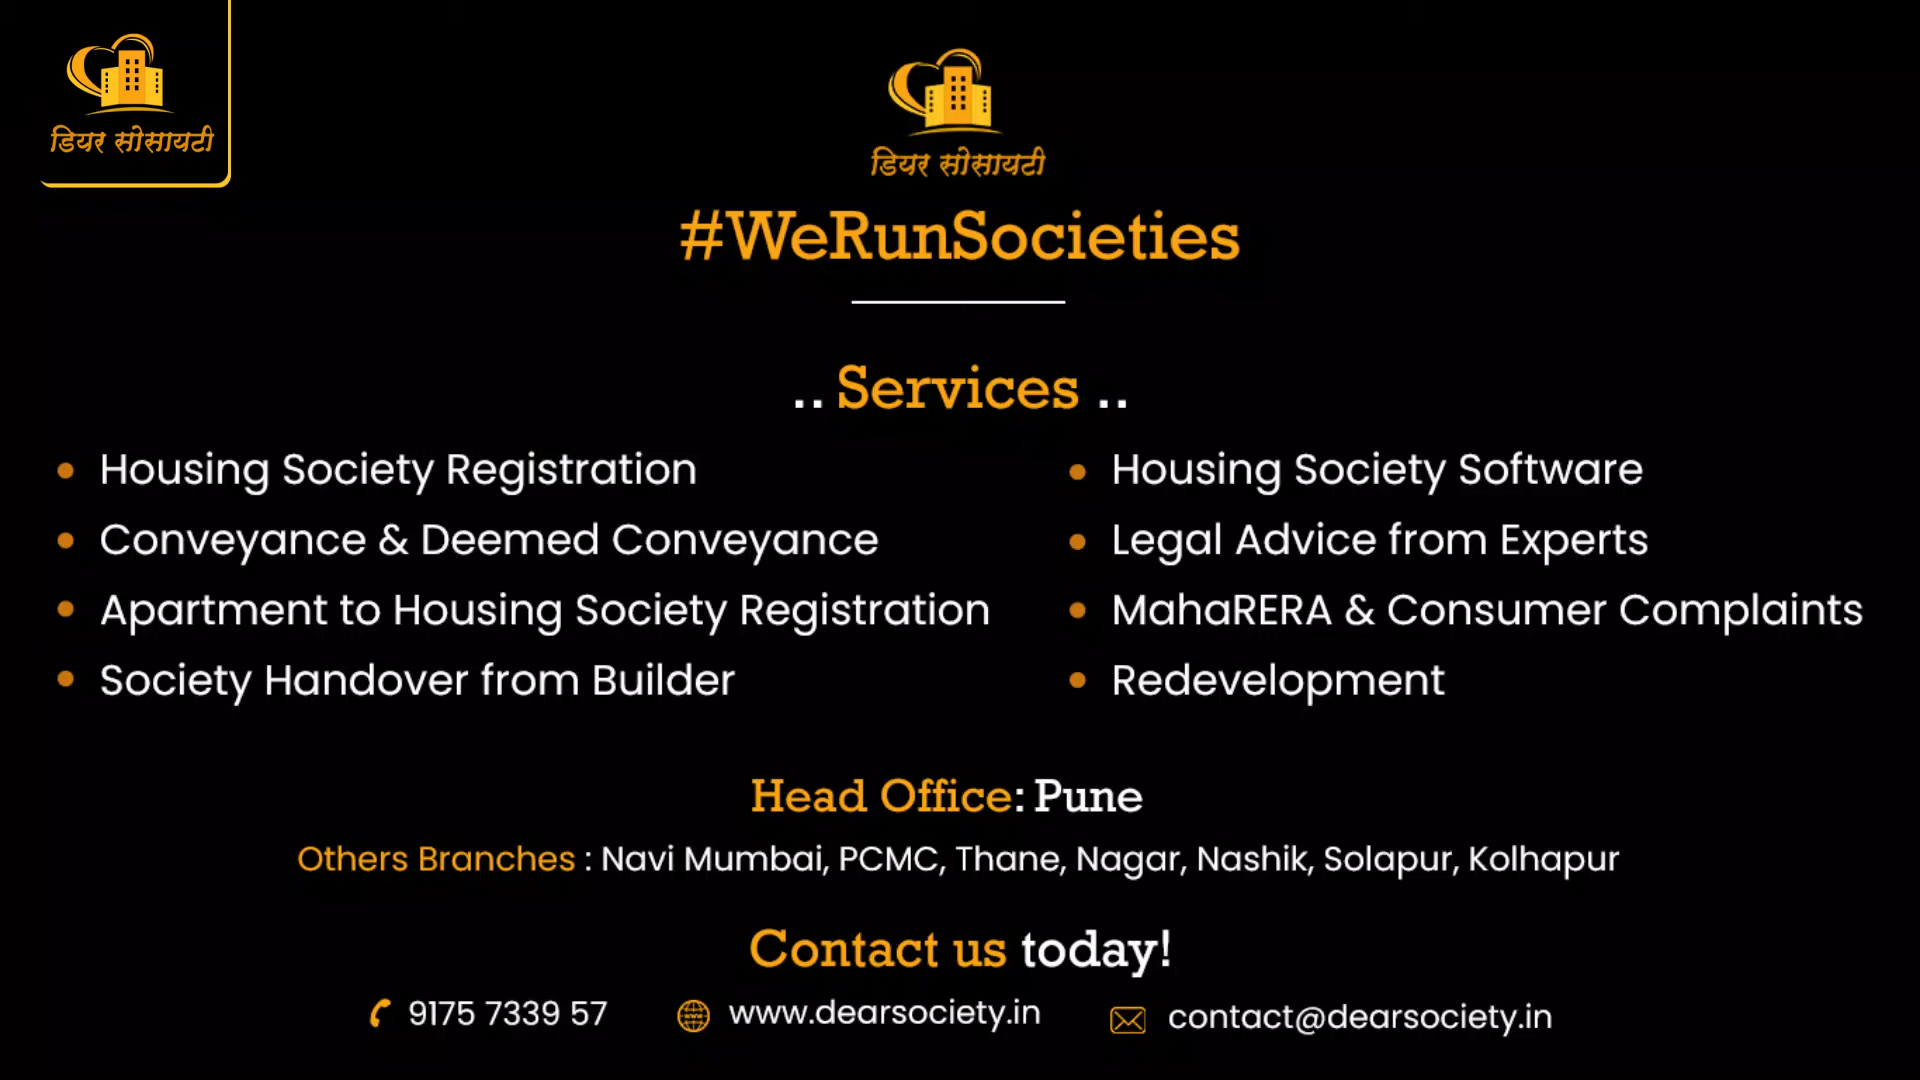 डियर सोसायटी
डियर सोसायटी
#WeRunSocieties
.. Services ..
Housing Society Registration
Conveyance & Deemed Conveyance
Apartment to Housing Society Registration
Society Handover from Builder
Housing Society Software
Legal Advice from Experts
MahaRERA & Consumer Complaints
Redevelopment
Head Office: Pune
Others Branches : Navi Mumbai, PCMC, Thane, Nagar, Nashik, Solapur, Kolhapur
Contact us today!
9175 7339 57
www.dearsociety.in
contact@dearsociety.in